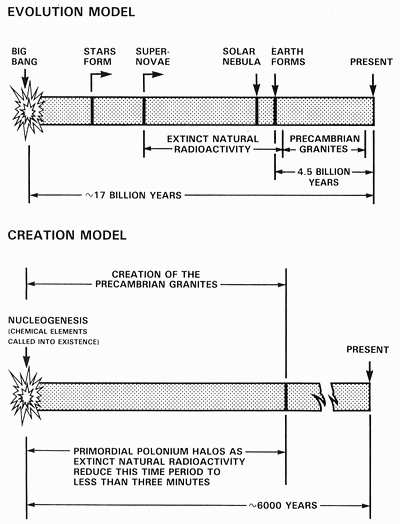 EVOLUTION MODEL
BIG
BANG
STARS
FORM
SUPER-
NOVAE
SOLAR
NEBULA
EARTH
FORMS
PRESENT
EXTINCT NATURAL
RADIOACTIVITY
PRECAMBRIAN
GRANITES
4.5 BILLION
YEARS
~17 BILLION YEARS
CREATION MODEL
CREATION OF THE
PRECAMBRIAN GRANITES
NUCLEOGENESIS
(CHEMICAL ELEMENTS
CALLED INTO EXISTENCE)
PRESENT
PRIMORDIAL POLONIUM HALOS AS
EXTINCT NATURAL RADIOACTIVITY
REDUCE THIS TIME PERIOD TO
LESS THAN THREE MINUTES
~6000 YEARS